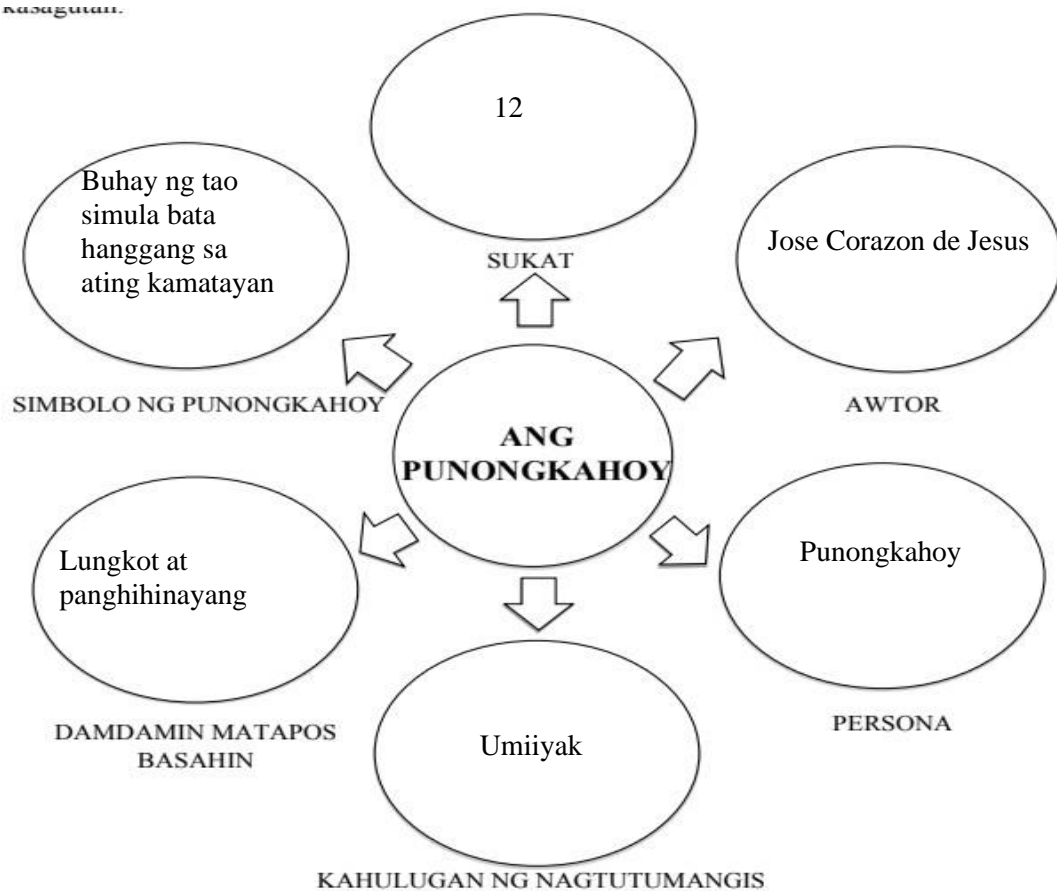 kasagutan.
12
SUKAT
Buhay ng tao
simula bata
hanggang sa
ating kamatayan
SIMBOLO NG PUNONGKAHOY
Jose Corazon de Jesus
AWTOR
ANG
PUNONGKAHOY
Lungkot at
panghihinayang
DAMDAMIN MATAPOS
BASAHIN
Punongkahoy
PERSONA
Umiiyak
KAHULUGAN NG NAGTUTUMANGIS